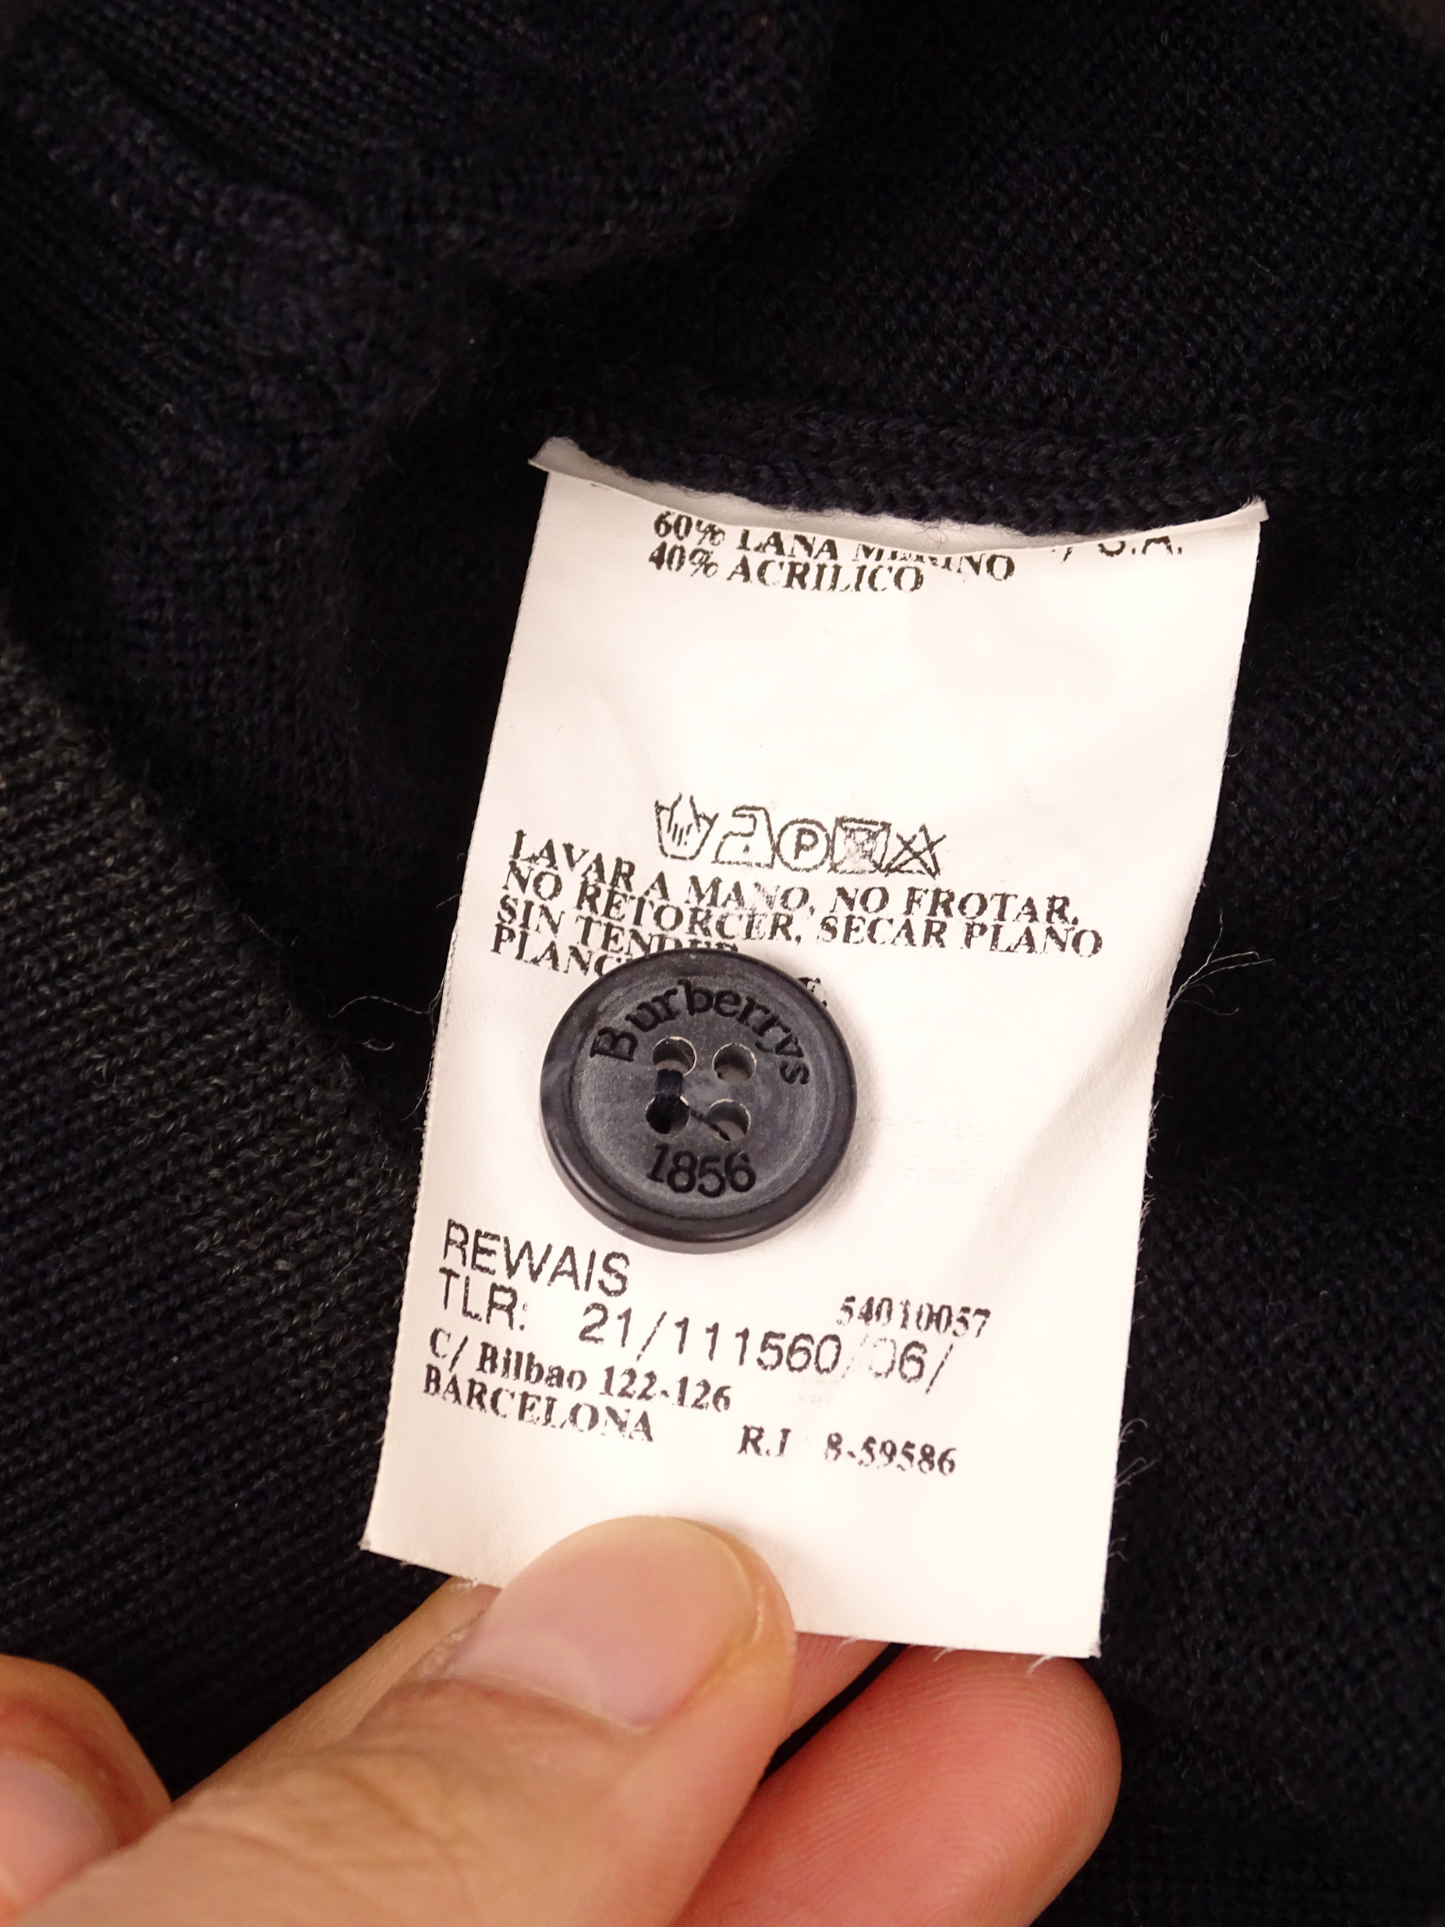 S.A.
60% LANA MERINO
40% ACRILICO
P
LAVAR A MANO, NO FROTAR,
NO RETORCER, SECAR PLANO
SIN TENDER
Burberrys
1856
REWAIS
54010057
TLR: 21/111560/06/
C/ Bilbao 122-126
BARCELONA R.I 8-59586